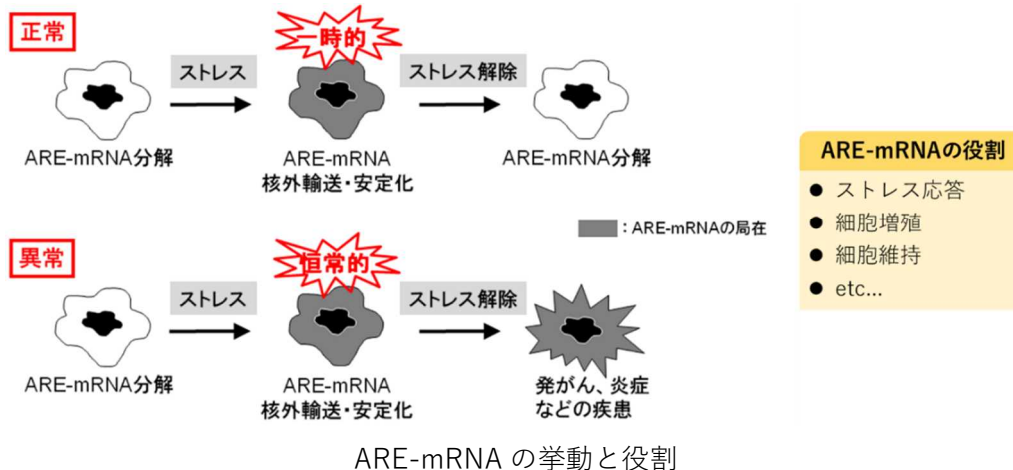 正常
一時的
ストレス
ストレス解除
ARE-mRNA分解
ARE-mRNA
核外輸送・安定化
ARE-mRNA分解
:ARE-mRNAの局在
異常
恒常的
ストレス
ストレス解除
ARE-mRNA分解
ARE-mRNA
核外輸送・安定化
発がん、炎症
などの疾患
ARE-mRNAの役割
● ストレス応答
● 細胞増殖
● 細胞維持
● etc...
ARE-mRNA の挙動と役割